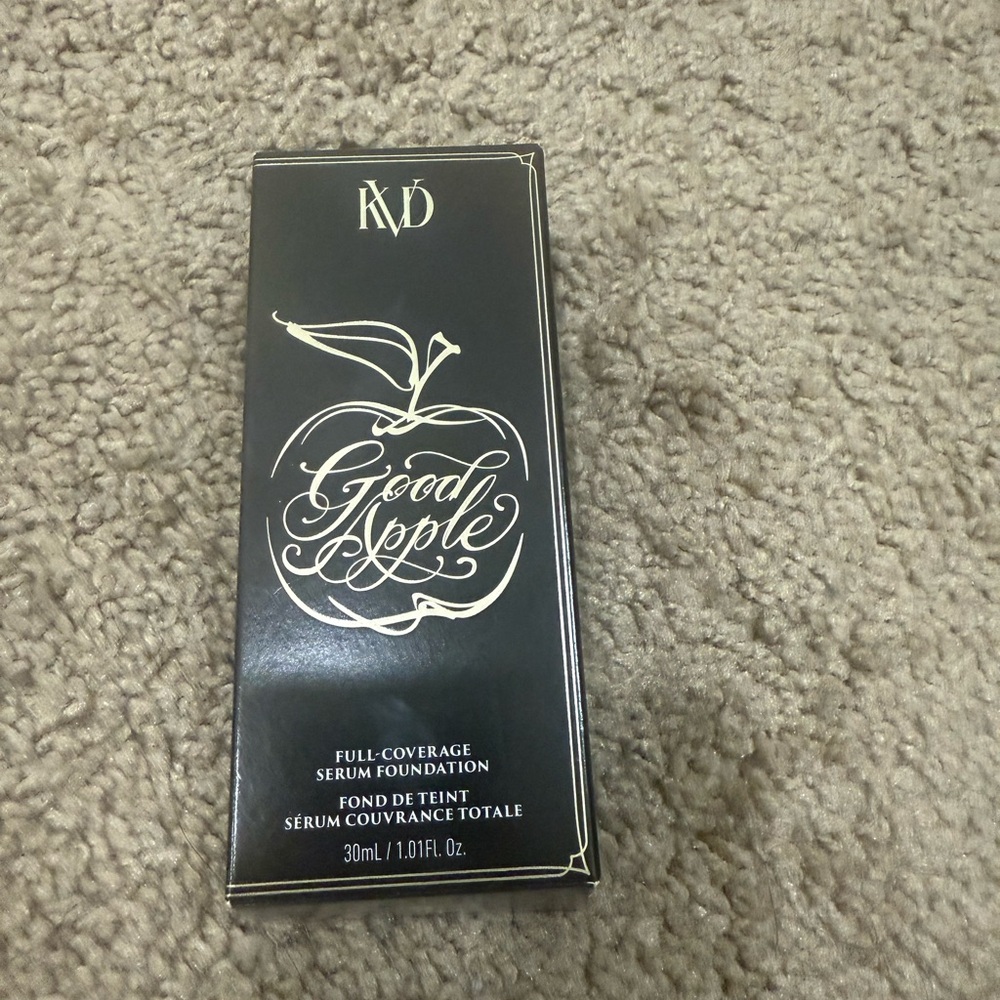 KVD
Good
Apple
FULL-COVERAGE
SERUM FOUNDATION
FOND DE TEINT
SÉRUM COUVRANCE TOTALE
30mL / 1.01Fl. Oz.